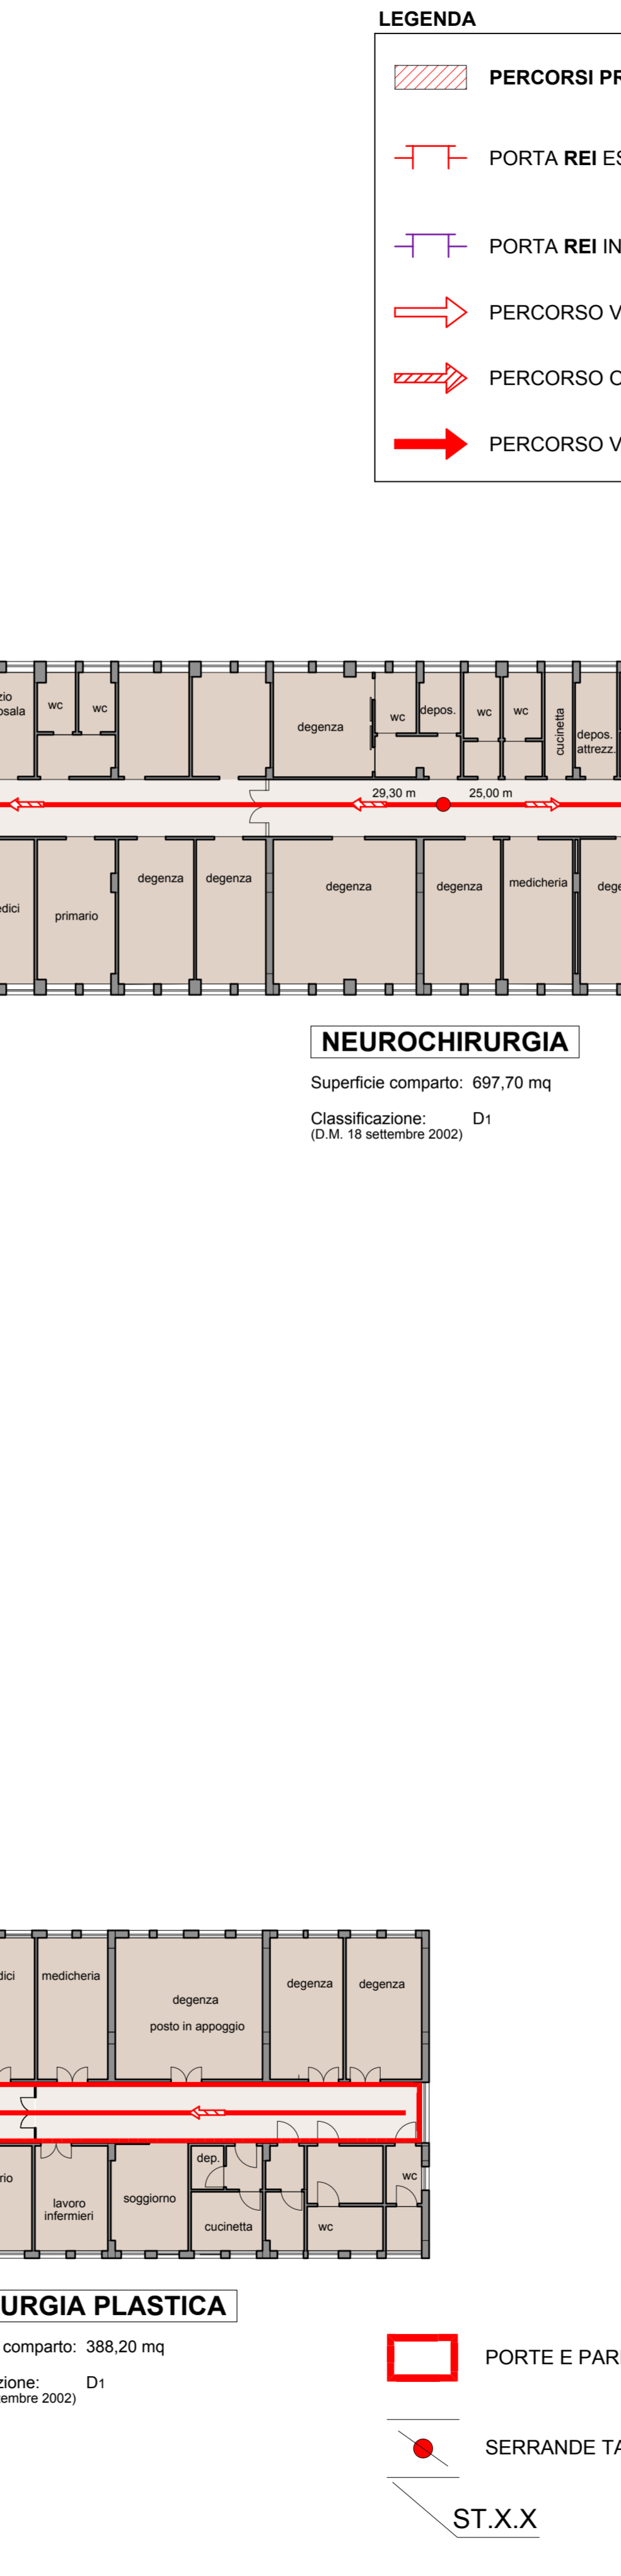 LEGENDA
PERCORSI PR
PORTA REI ES
PORTA REI IN
PERCORSO V
PERCORSO O
PERCORSO V
zio
osala
wc
wc
degenza
wc
depos.
wc
wc
cucinetta
depos.
attrezz.
29,30 m
25,00 m
edici
primario
degenza
degenza
degenza
degenza
medicheria
dege
NEUROCHIRURGIA
Superficie comparto: 697,70 mq
Classificazione: D1
(D.M. 18 settembre 2002)
dici
medicheria
degenza
posto in appoggio
degenza
degenza
rio
lavoro
infermieri
soggiorno
dep.
cucinetta
wc
wc
URGIA PLASTICA
comparto: 388,20 mq
zione: D1
tembre 2002)
PORTE E PAR
SERRANDE TA
ST.X.X